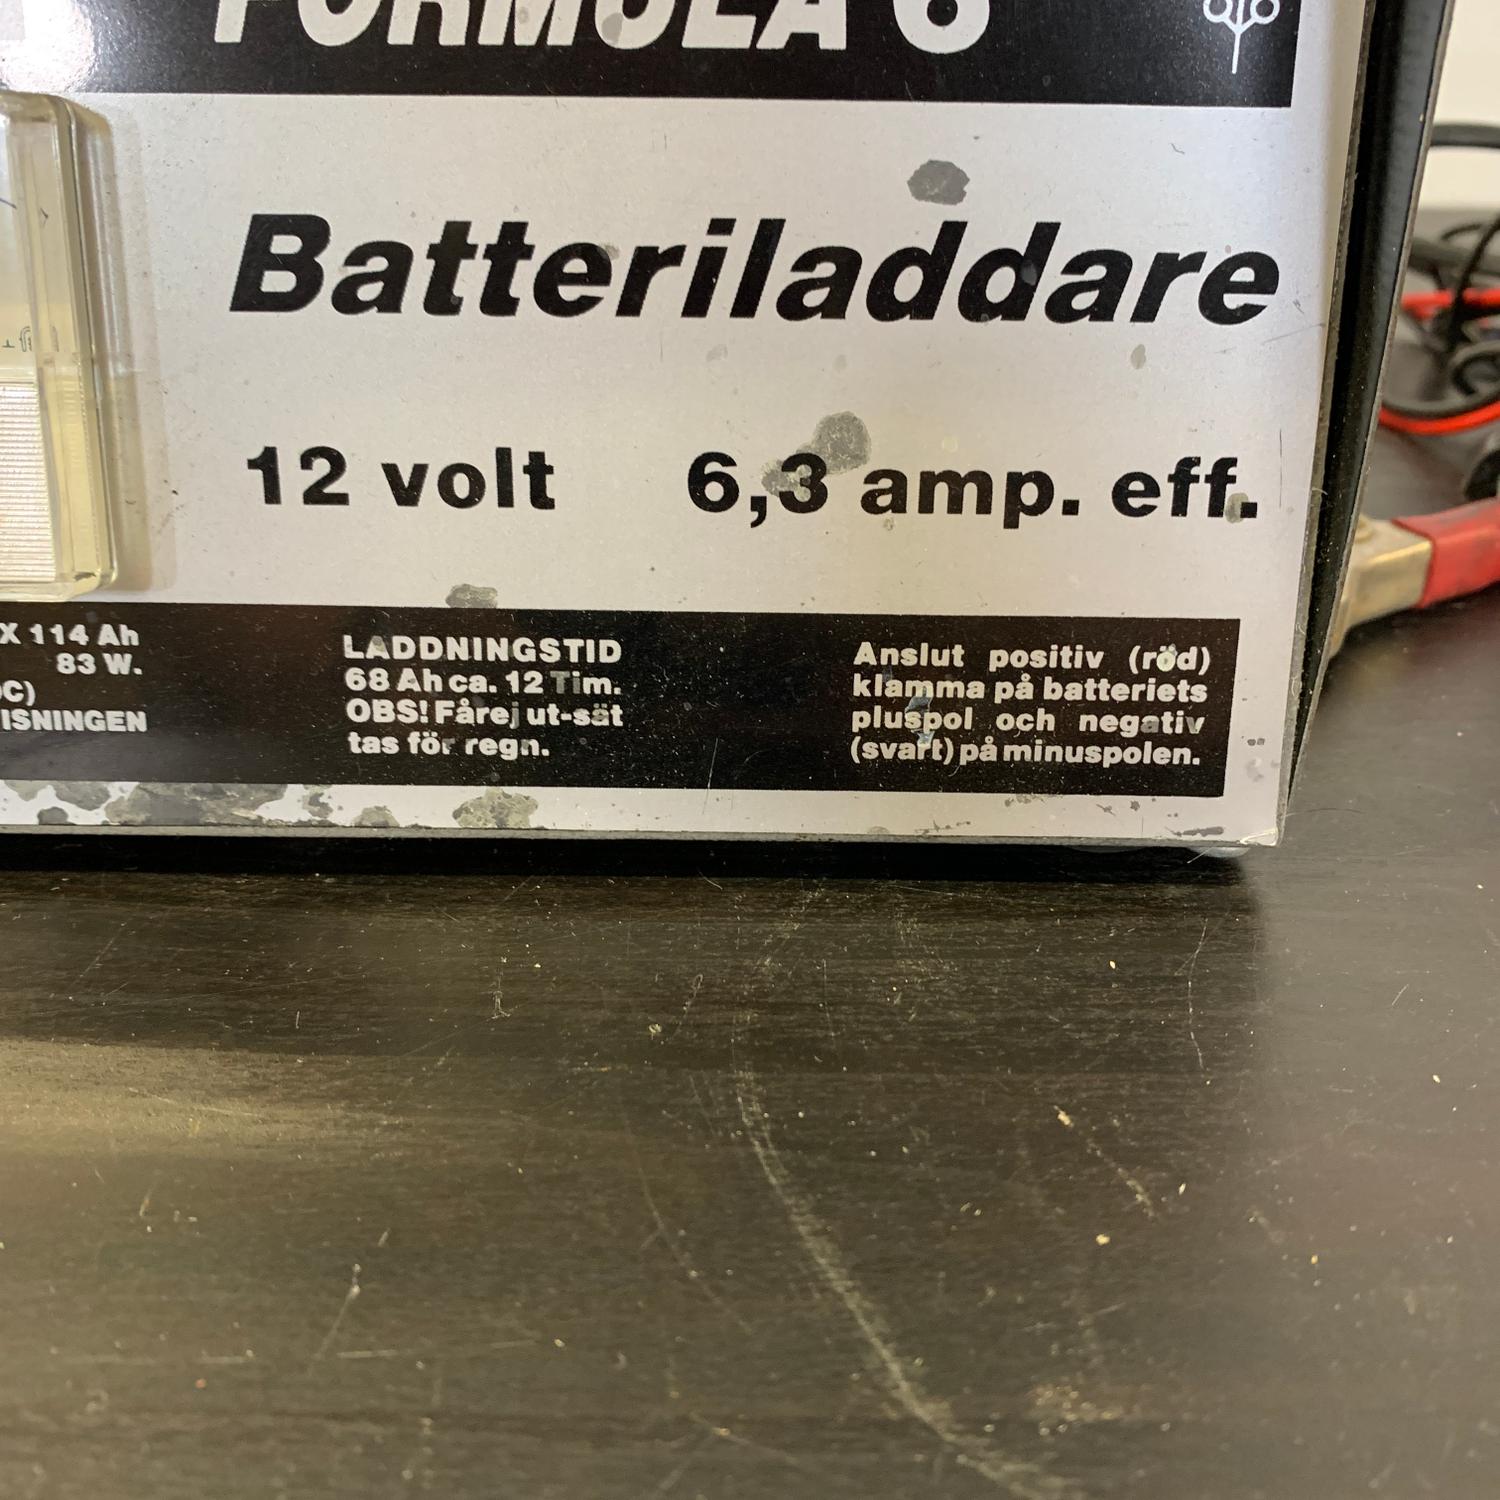 FORMULA 6
Batteriladdare
12 volt 6,3 amp. eff.
X 114 Ah
83 W.
LADDNINGSTID
68 Ah ca. 12 Tim.
OBS! Får ej ut-sät
tas för regn.
Anslut positiv (röd)
klamma på batteriets
pluspol och negativ
(svart) på minuspolen.